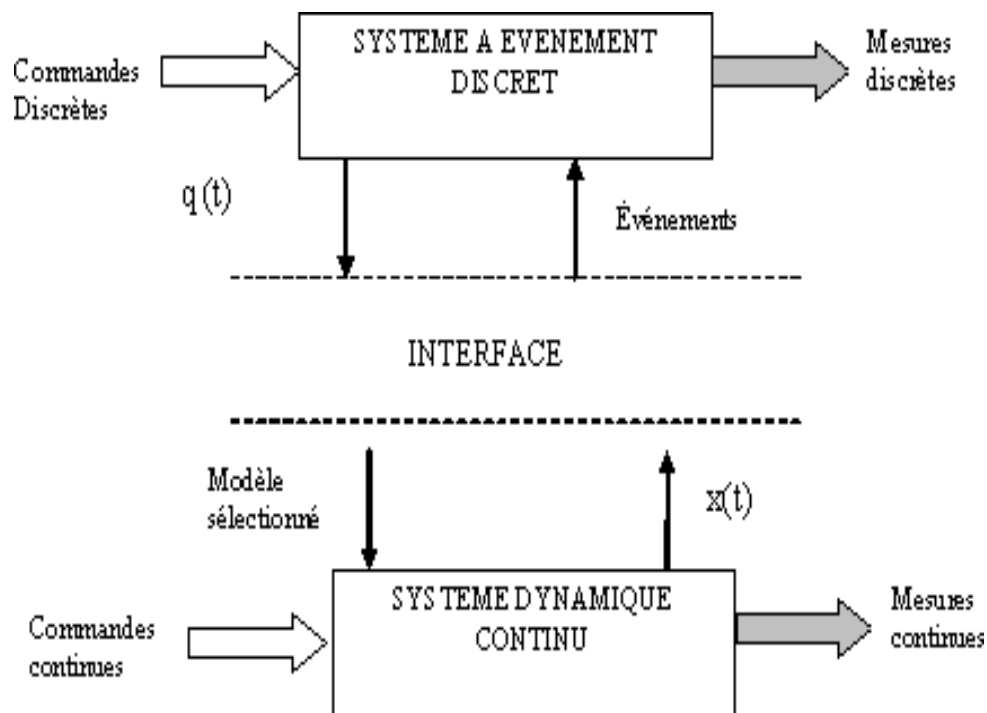 SYSTEME A EVENEMENT
DISCRET
Commandes
Discrètes
Mesures
discrètes
q(t)
Événements
INTERFACE
Modèle
sélectionné
x(t)
SYSTEME DYNAMIQUE
CONTINU
Commandes
continues
Mesures
continues